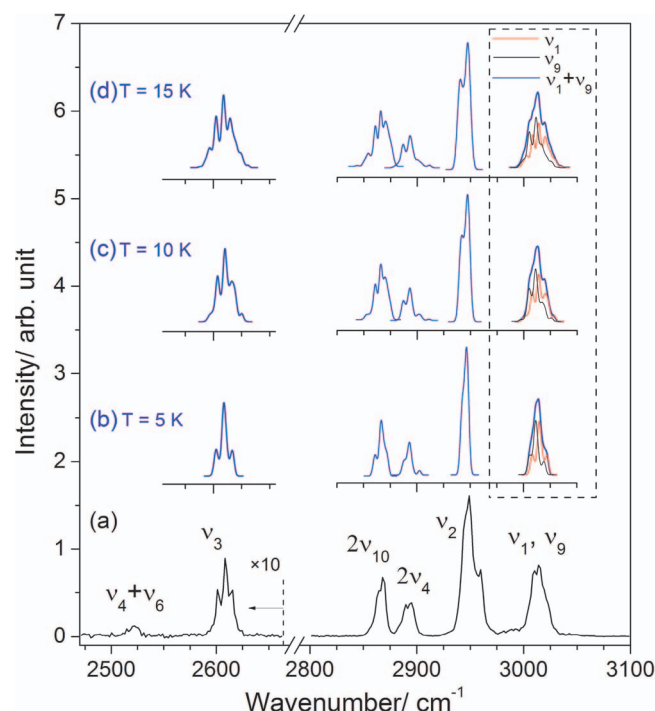 ν₁
ν₉
ν₁+ν₉
7
(d) T = 15 K
6
5
(c) T = 10 K
4
3
(b) T = 5 K
2
(a)
ν₃
×10
ν₄+ν₆
2ν₁₀
2ν₄
ν₂
ν₁, ν₉
1
0
Intensity/ arb. unit
2500 2600 2800 2900 3000 3100
Wavenumber/ cm⁻¹